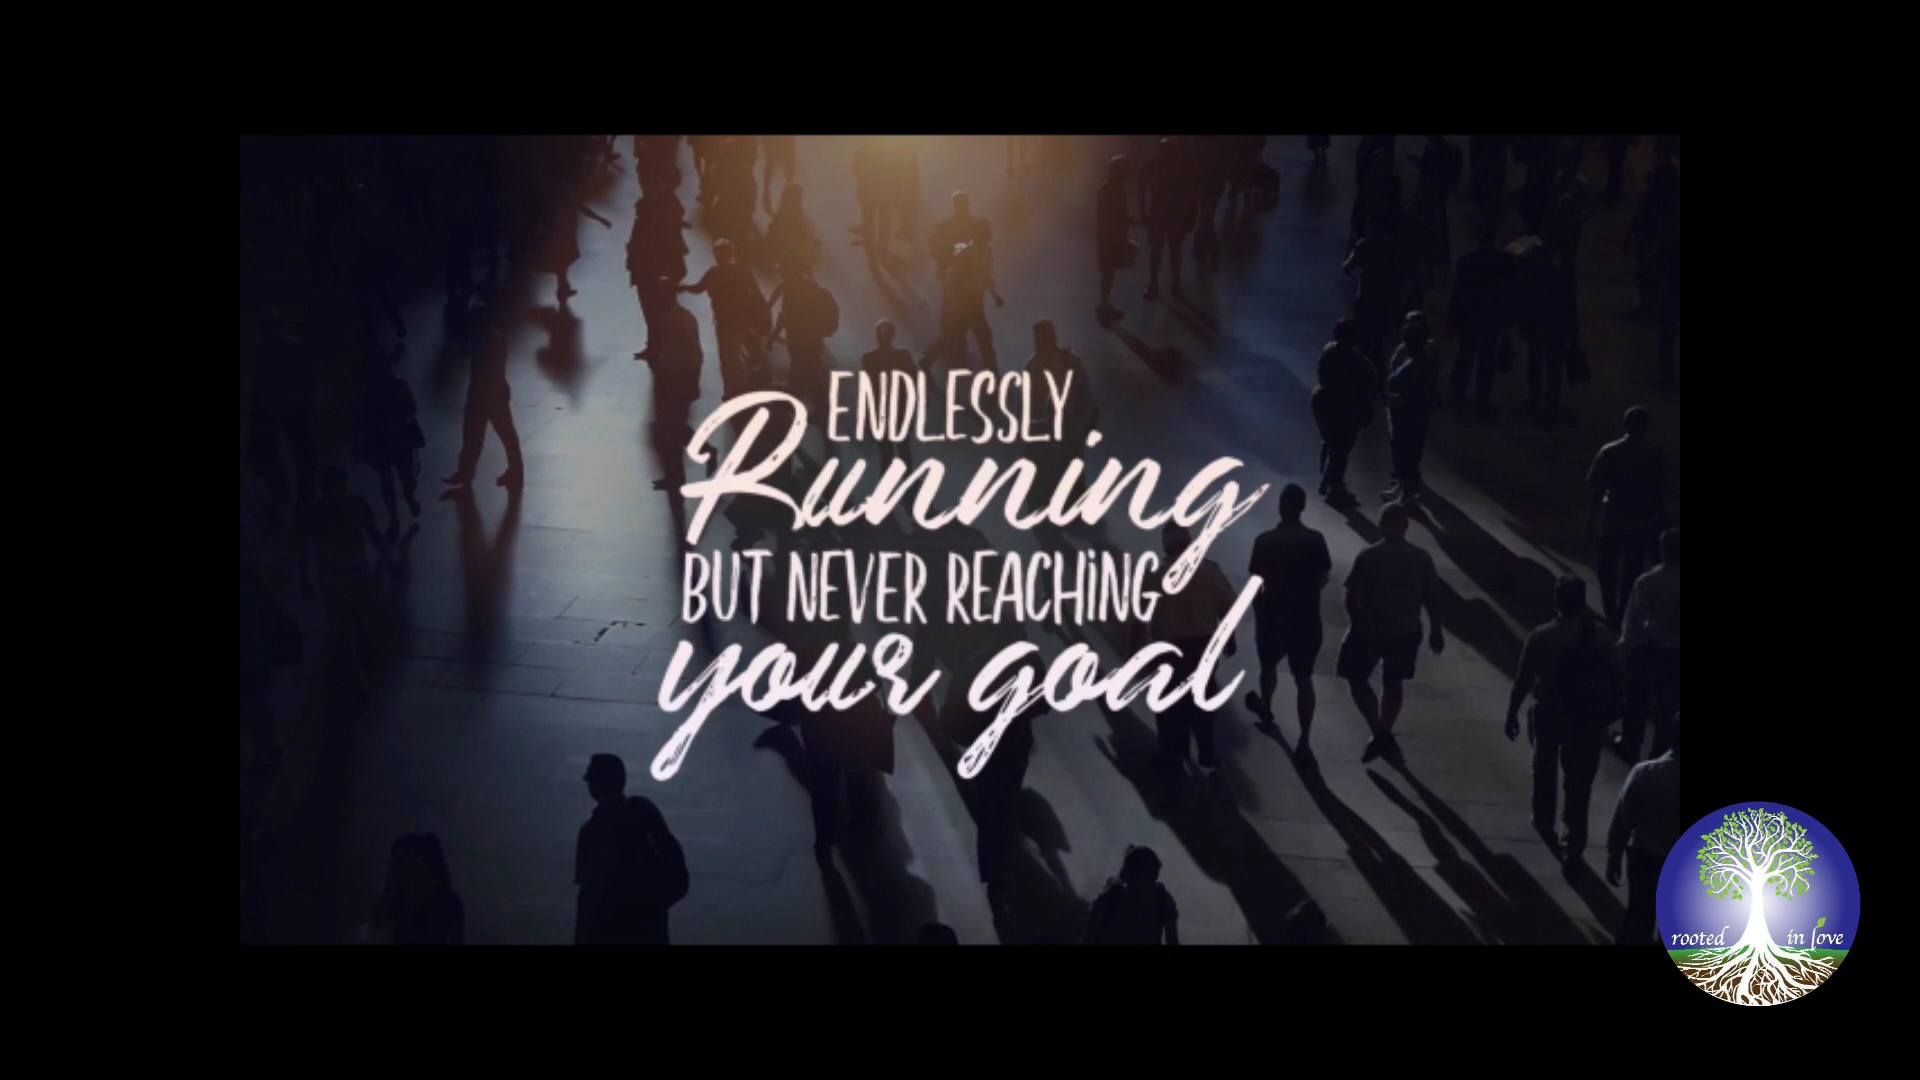 ENDLESSLY
Running
BUT NEVER REACHING
your goal
rooted in love